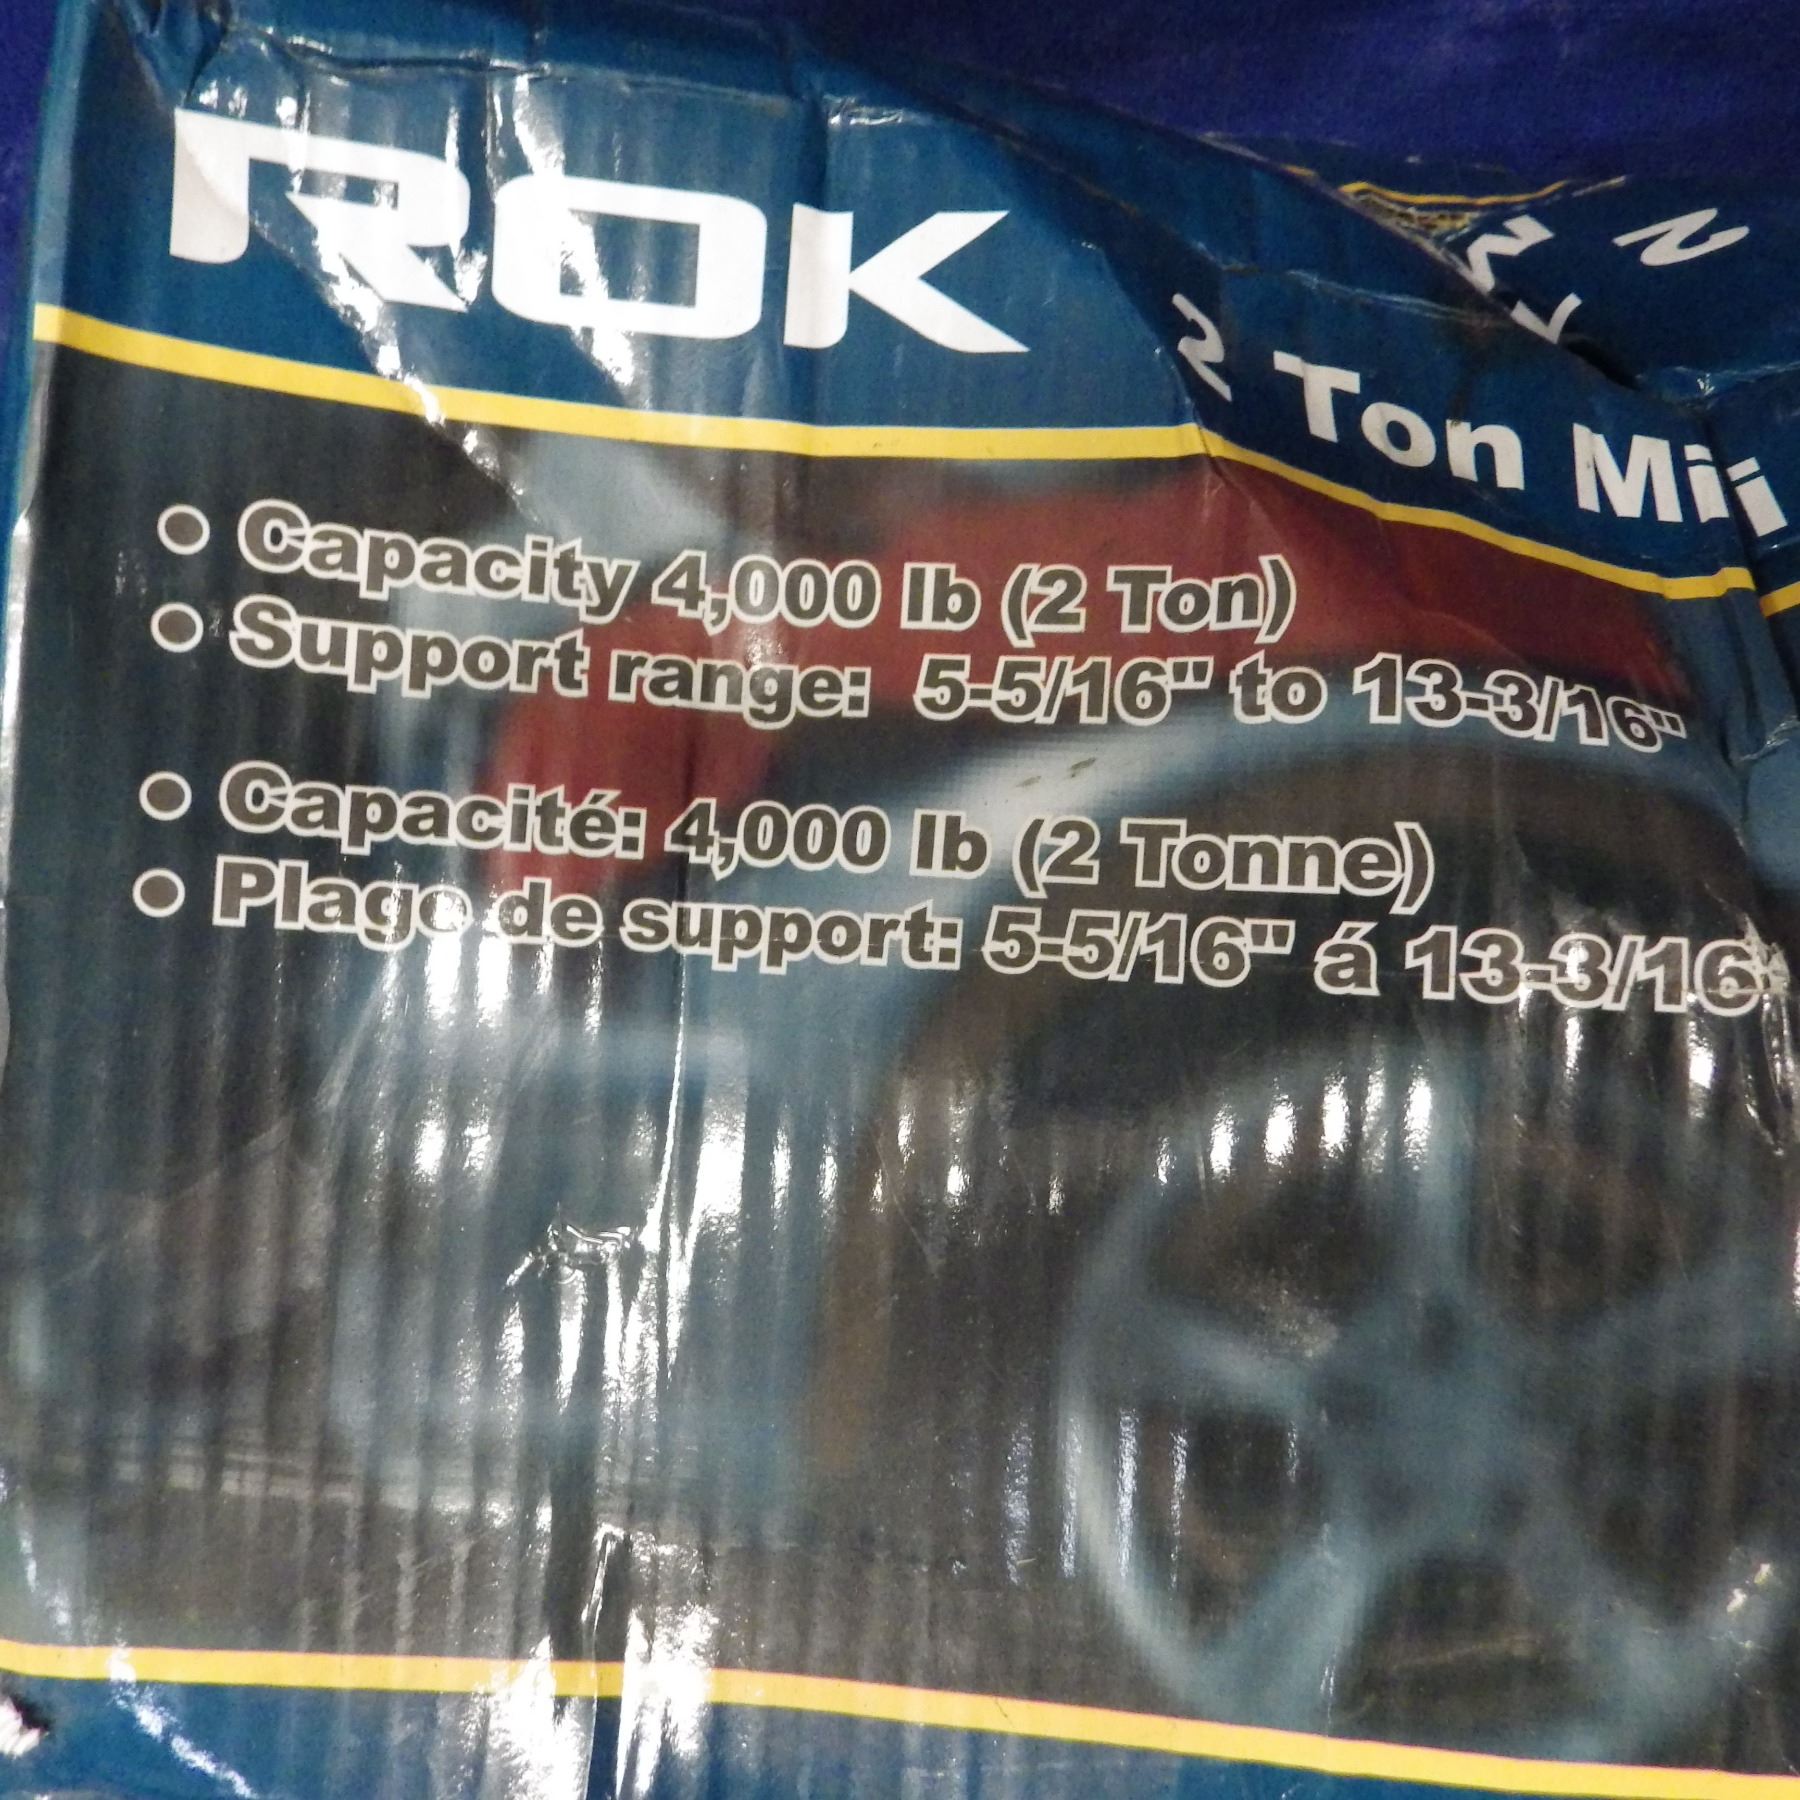 ROK
2 Ton
• Capacity 4,000 lb (2 Ton)
• Support range: 5-5/16" to 13-3/16"
• Capacité: 4,000 lb (2 Tonne)
• Plage de support: 5-5/16" á 13-3/16